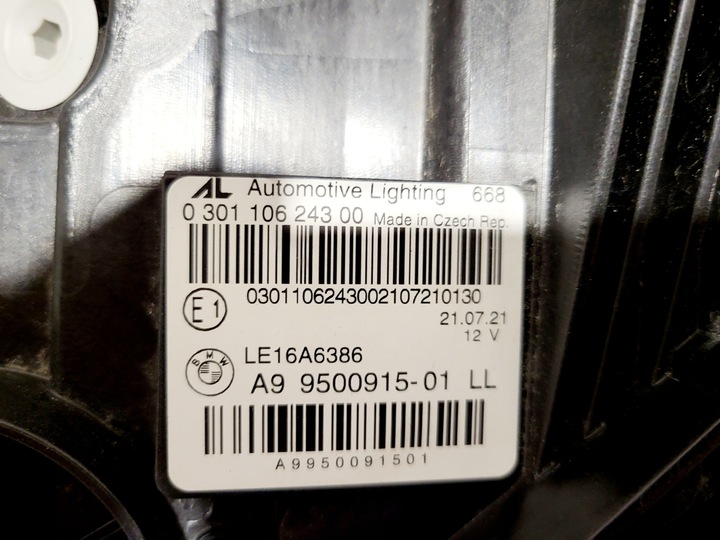 AL Automotive Lighting 668
0 301 106 243 00 Made in Czech Rep.
0301106243002107210130
E1
21.07.21
12 V
BMW
LE16A6386
A9 9500915-01 LL
A9950091501